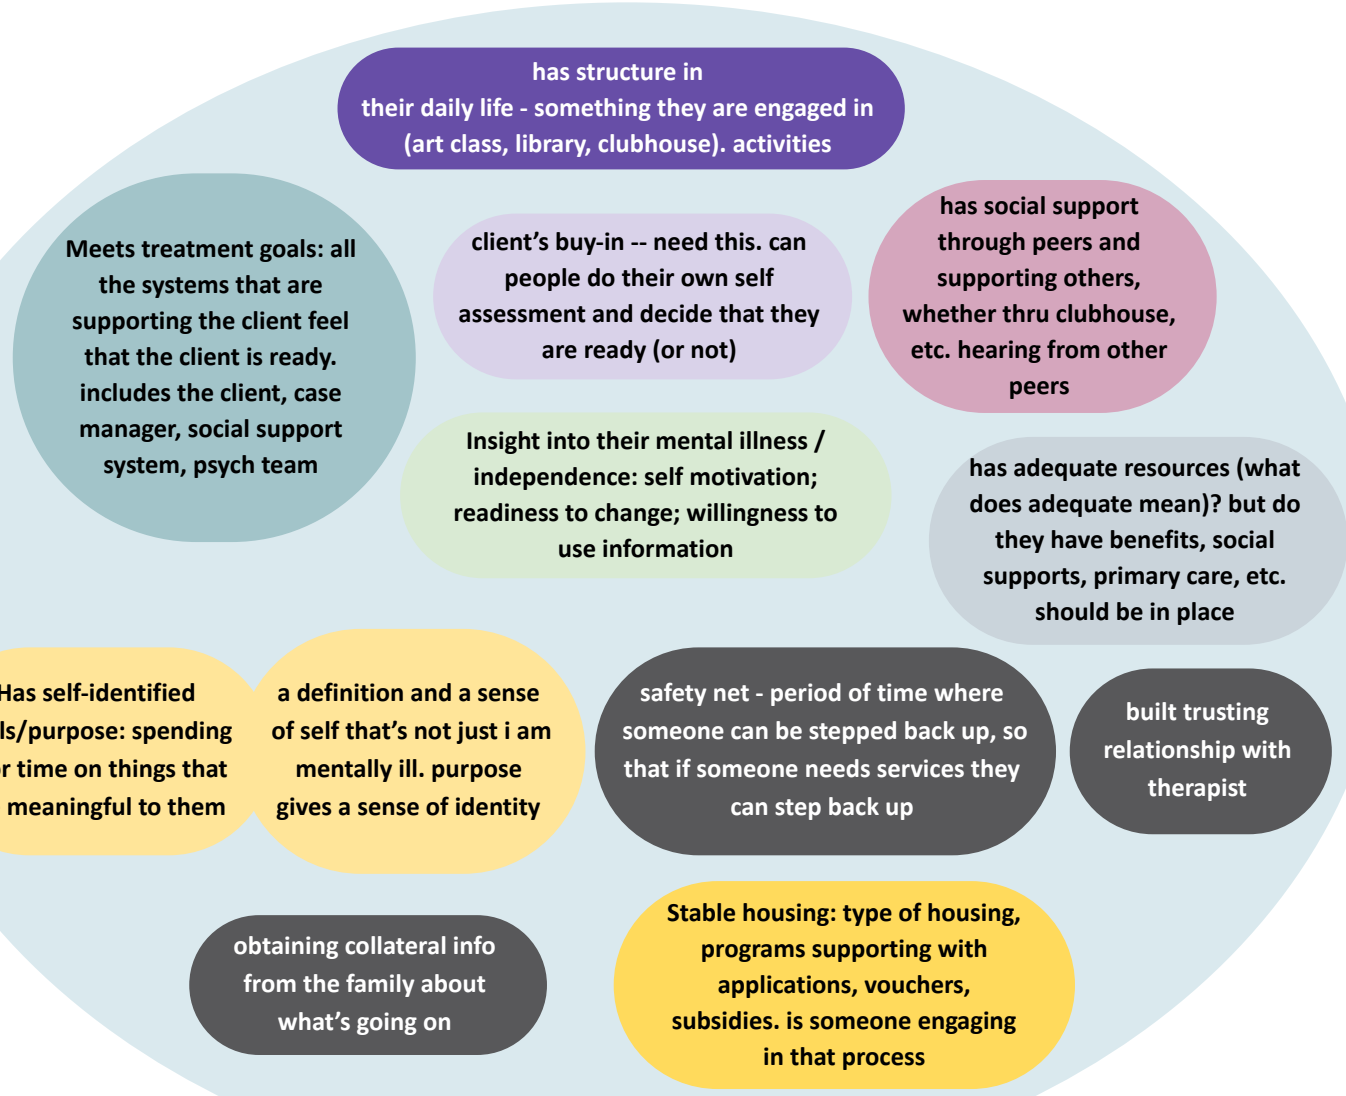 has structure in
their daily life - something they are engaged in
(art class, library, clubhouse). activities
Meets treatment goals: all
the systems that are
supporting the client feel
that the client is ready.
includes the client, case
manager, social support
system, psych team
client's buy-in -- need this. can
people do their own self
assessment and decide that they
are ready (or not)
has social support
through peers and
supporting others,
whether thru clubhouse,
etc. hearing from other
peers
Insight into their mental illness /
independence: self motivation;
readiness to change; willingness to
use information
has adequate resources (what
does adequate mean)? but do
they have benefits, social
supports, primary care, etc.
should be in place
Has self-identified
ls/purpose: spending
r time on things that
meaningful to them
a definition and a sense
of self that's not just i am
mentally ill. purpose
gives a sense of identity
safety net - period of time where
someone can be stepped back up, so
that if someone needs services they
can step back up
built trusting
relationship with
therapist
obtaining collateral info
from the family about
what's going on
Stable housing: type of housing,
programs supporting with
applications, vouchers,
subsidies. is someone engaging
in that process